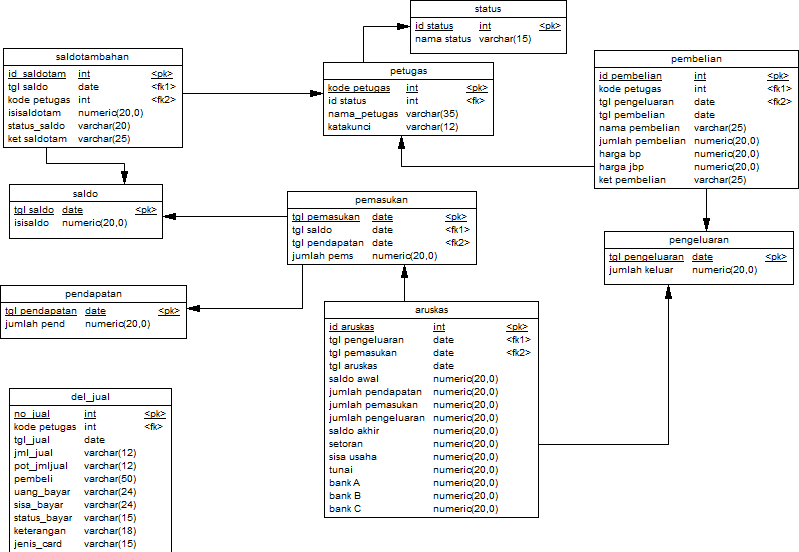 status
id status int <pk>
nama status varchar(15)
saldotambahan
id_saldotam int <pk>
tgl saldo date <fk1>
kode petugas int <fk2>
isisaldotam numeric(20,0)
status_saldo varchar(20)
ket saldotam varchar(25)
petugas
kode petugas int <pk>
id status int <fk>
nama_petugas varchar(35)
katakunci varchar(12)
pembelian
id pembelian int <pk>
kode petugas int <fk1>
tgl pengeluaran date <fk2>
tgl pembelian date
nama pembelian varchar(25)
jumlah pembelian numeric(20,0)
harga bp numeric(20,0)
harga jbp numeric(20,0)
ket pembelian varchar(25)
saldo
tgl saldo date <pk>
isisaldo numeric(20,0)
pemasukan
tgl pemasukan date <pk>
tgl saldo date <fk1>
tgl pendapatan date <fk2>
jumlah pems numeric(20,0)
pengeluaran
tgl pengeluaran date <pk>
jumlah keluar numeric(20,0)
pendapatan
tgl pendapatan date <pk>
jumlah pend numeric(20,0)
aruskas
id aruskas int <pk>
tgl pengeluaran date <fk1>
tgl pemasukan date <fk2>
tgl aruskas date
saldo awal numeric(20,0)
jumlah pendapatan numeric(20,0)
jumlah pemasukan numeric(20,0)
jumlah pengeluaran numeric(20,0)
saldo akhir numeric(20,0)
setoran numeric(20,0)
sisa usaha numeric(20,0)
tunai numeric(20,0)
bank A numeric(20,0)
bank B numeric(20,0)
bank C numeric(20,0)
del_jual
no_jual int <pk>
kode petugas int <fk>
tgl_jual date
jml_jual varchar(12)
pot_jmljual varchar(12)
pembeli varchar(50)
uang_bayar varchar(24)
sisa_bayar varchar(24)
status_bayar varchar(15)
keterangan varchar(18)
jenis_card varchar(15)